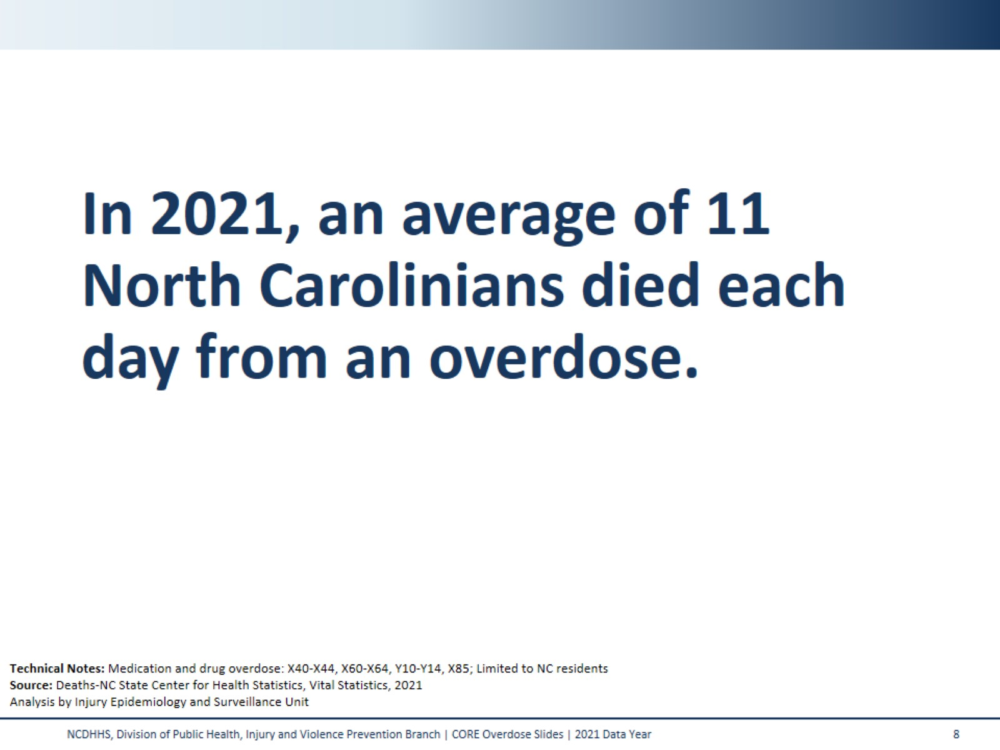 In 2021, an average of 11
North Carolinians died each
day from an overdose.
Technical Notes: Medication and drug overdose: X40-X44, X60-X64, Y10-Y14, X85; Limited to NC residents
Source: Deaths-NC State Center for Health Statistics, Vital Statistics, 2021
Analysis by Injury Epidemiology and Surveillance Unit
NCDHHS, Division of Public Health, Injury and Violence Prevention Branch | CORE Overdose Slides | 2021 Data Year 8